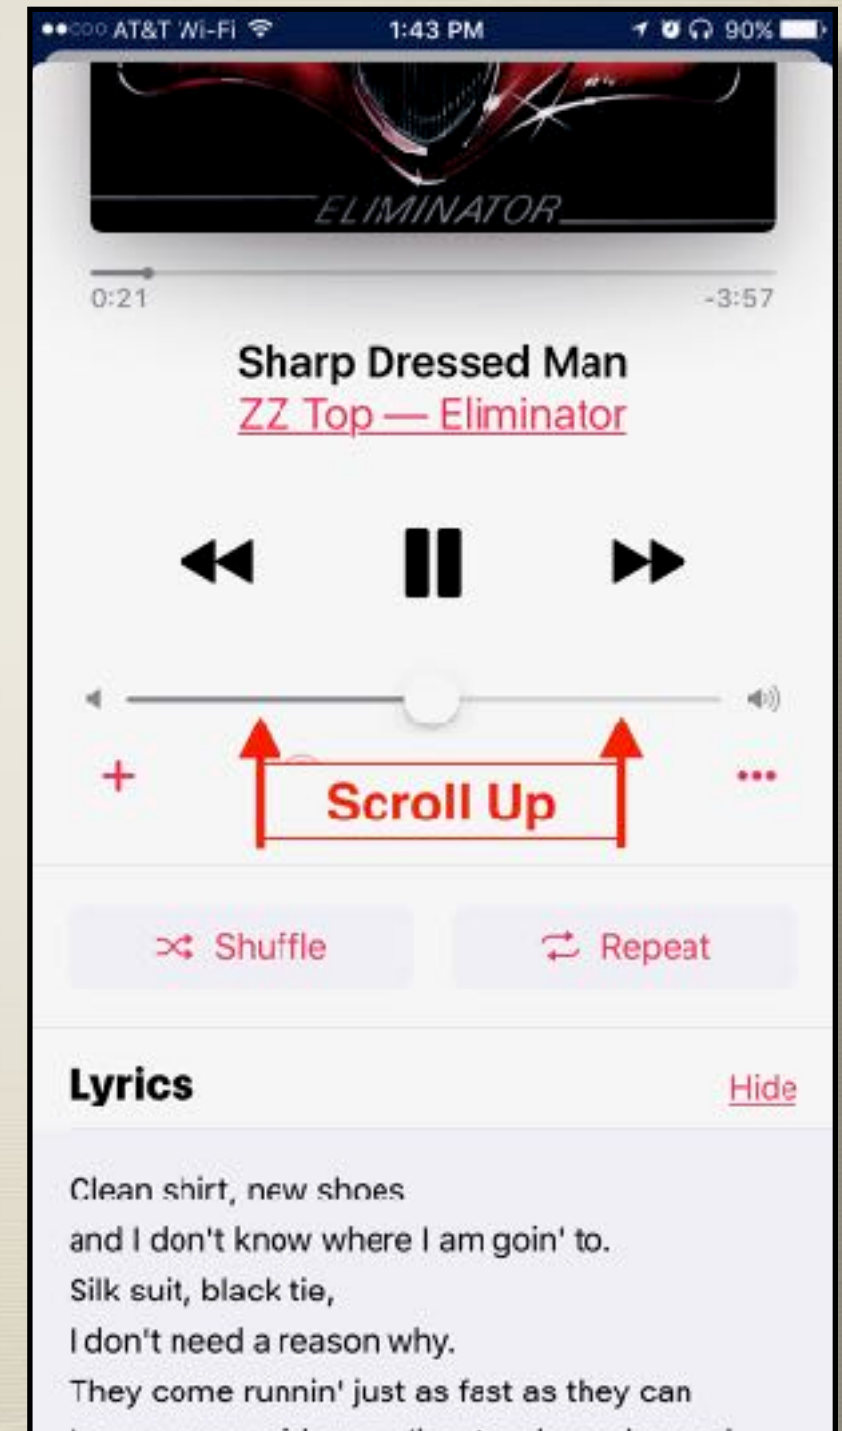 AT&T Wi-Fi 1:43 PM 90%
ELIMINATOR
0:21 -3:57
Sharp Dressed Man
ZZ Top — Eliminator
Scroll Up
Shuffle Repeat
Lyrics Hide
Clean shirt, new shoes
and I don't know where I am goin' to.
Silk suit, black tie,
I don't need a reason why.
They come runnin' just as fast as they can